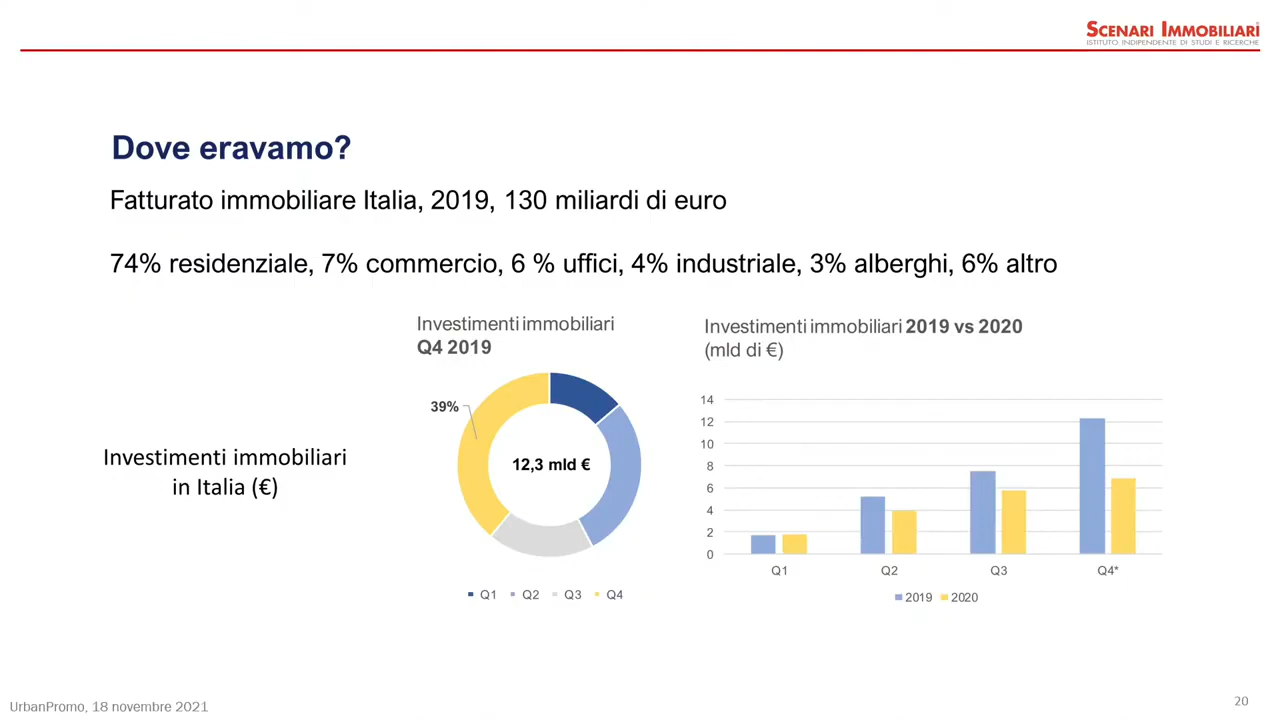 SCENARI IMMOBILIARI
ISTITUTO INDIPENDENTE DI STUDI E RICERCHE
Dove eravamo?
Fatturato immobiliare Italia, 2019, 130 miliardi di euro
74% residenziale, 7% commercio, 6 % uffici, 4% industriale, 3% alberghi, 6% altro
Investimenti immobiliari
in Italia (€)
Investimenti immobiliari
Q4 2019
39%
12,3 mld €
Q1 Q2 Q3 Q4
Investimenti immobiliari 2019 vs 2020
(mld di €)
14
12
10
8
6
4
2
0
Q1 Q2 Q3 Q4*
2019 2020
UrbanPromo, 18 novembre 2021
20